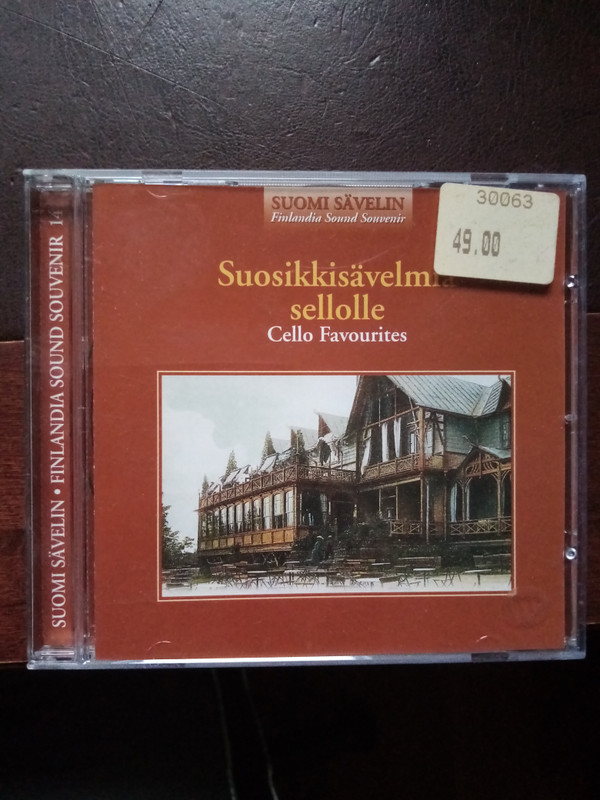 SUOMI SÄVELIN
Finlandia Sound Souvenir
30063
49.00
Suosikkisävelmiä
sellolle
Cello Favourites
SUOMI SÄVELIN • FINLANDIA SOUND SOUVENIR 14